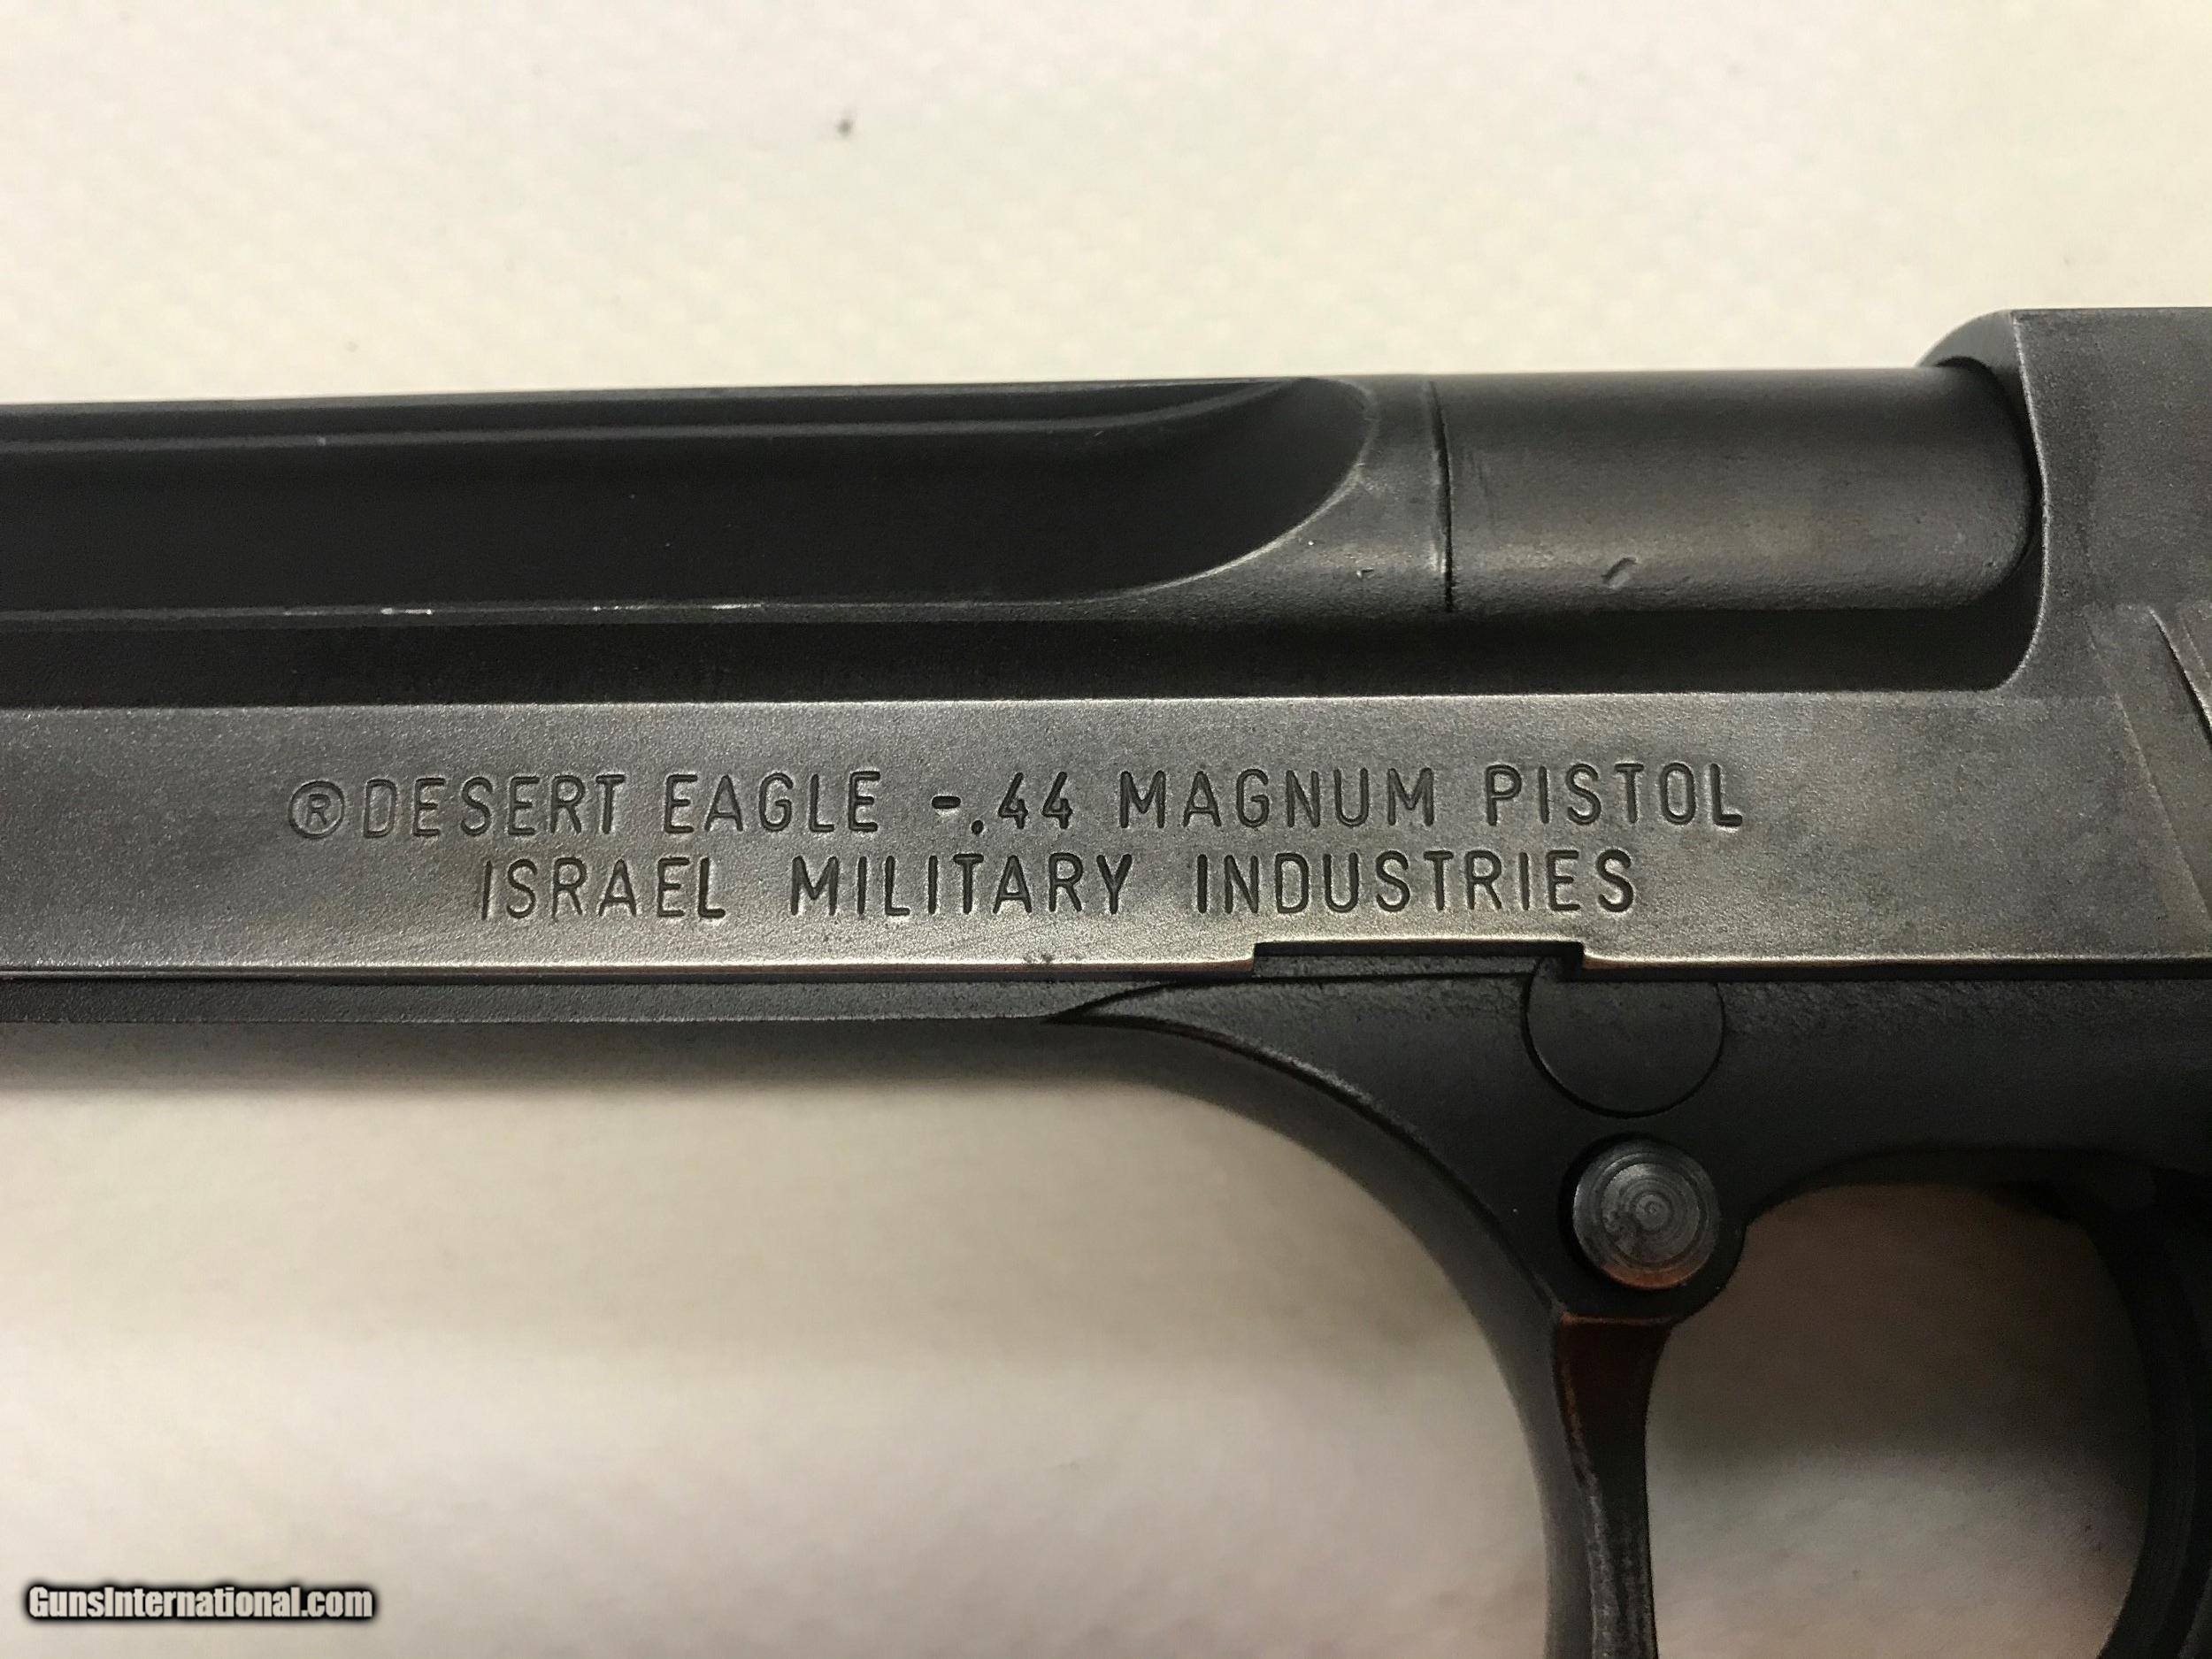 ®DESERT EAGLE -.44 MAGNUM PISTOL
ISRAEL MILITARY INDUSTRIES
GunsInternational.com